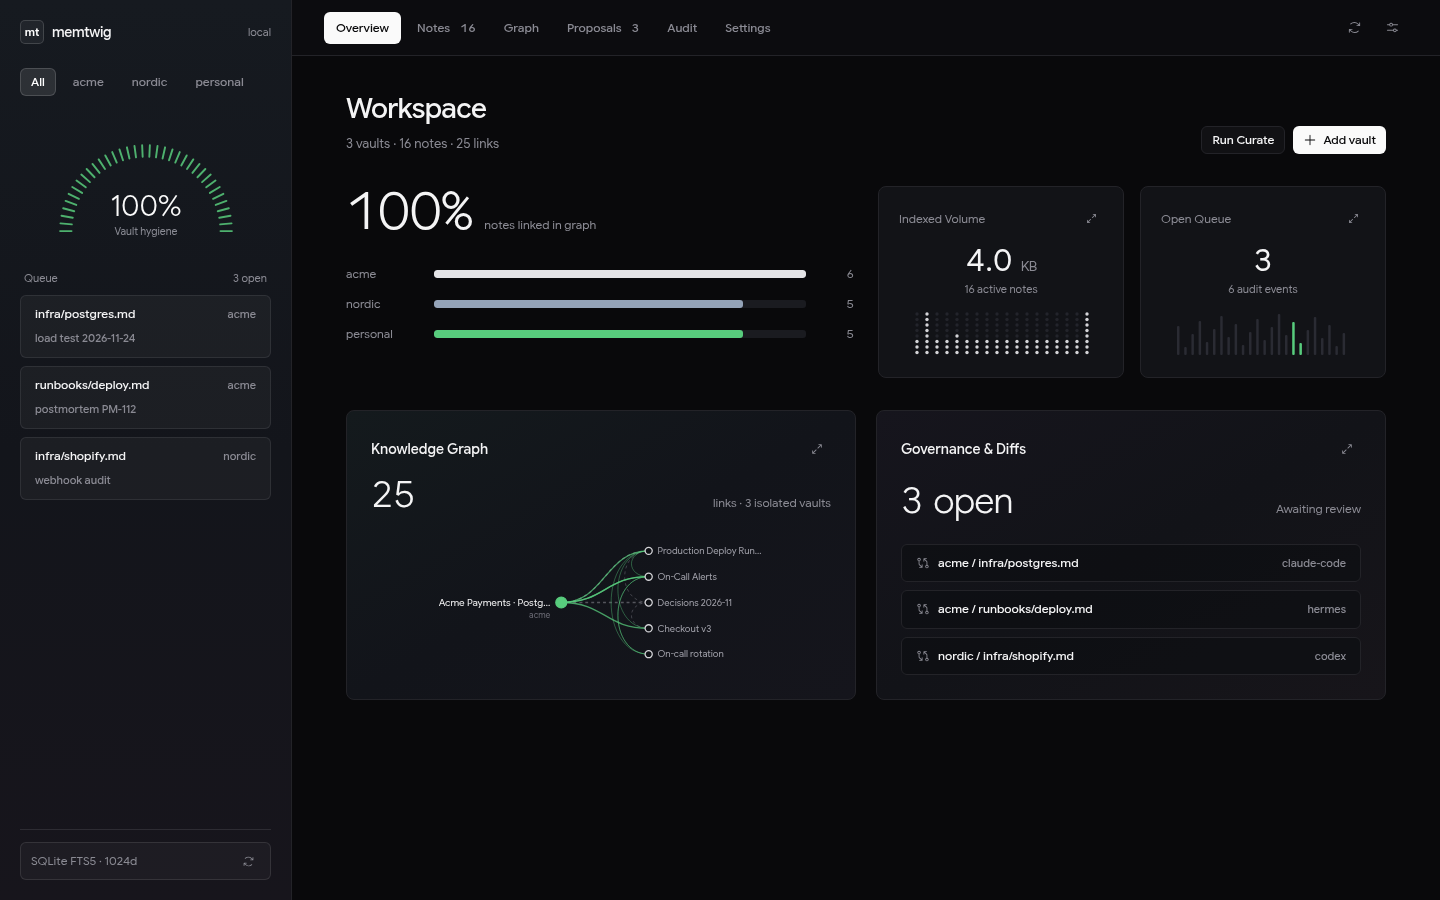 mt memtwig local
All acme nordic personal
100%
Vault hygiene
Queue 3 open
infra/postgres.md acme
load test 2026-11-24
runbooks/deploy.md acme
postmortem PM-112
infra/shopify.md nordic
webhook audit
SQLite FTS5 · 1024d
Overview Notes 16 Graph Proposals 3 Audit Settings
Workspace
3 vaults · 16 notes · 25 links
Run Curate + Add vault
100% notes linked in graph
acme 6
nordic 5
personal 5
Indexed Volume
4.0 KB
16 active notes
Open Queue
3
6 audit events
Knowledge Graph
25
links · 3 isolated vaults
Acme Payments · Postg...
acme
Production Deploy Run...
On-Call Alerts
Decisions 2026-11
Checkout v3
On-call rotation
Governance & Diffs
3 open
Awaiting review
acme / infra/postgres.md claude-code
acme / runbooks/deploy.md hermes
nordic / infra/shopify.md codex